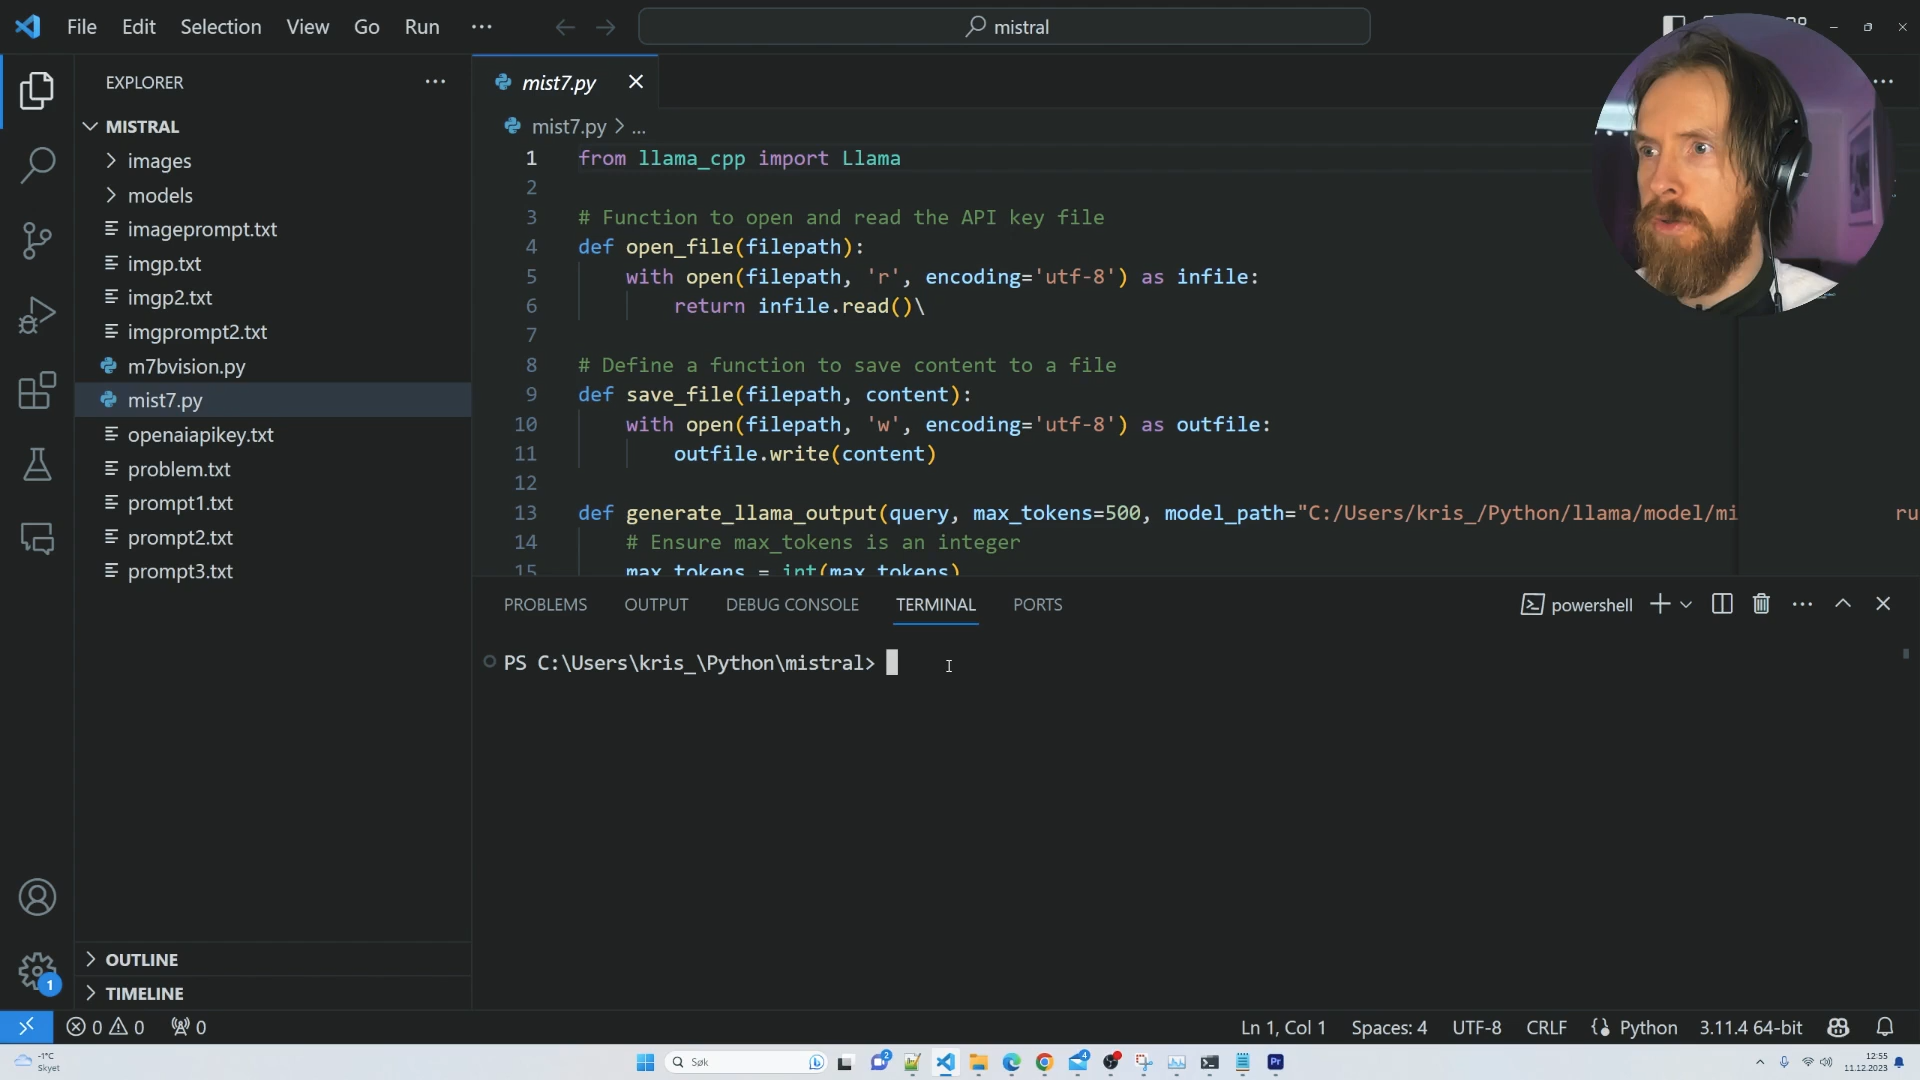 File Edit Selection View Go Run ...
mistral
EXPLORER
MISTRAL
images
models
imageprompt.txt
imgp.txt
imgp2.txt
imgprompt2.txt
m7bvision.py
mist7.py
openaiapikey.txt
problem.txt
prompt1.txt
prompt2.txt
prompt3.txt
OUTLINE
TIMELINE
mist7.py
mist7.py > ...
1 from llama_cpp import Llama
2
3 # Function to open and read the API key file
4 def open_file(filepath):
5 with open(filepath, 'r', encoding='utf-8') as infile:
6 return infile.read()\
7
8 # Define a function to save content to a file
9 def save_file(filepath, content):
10 with open(filepath, 'w', encoding='utf-8') as outfile:
11 outfile.write(content)
12
13 def generate_llama_output(query, max_tokens=500, model_path="C:/Users/kris_/Python/llama/model/mi ru
14 # Ensure max_tokens is an integer
15 max_tokens = int(max_tokens)
PROBLEMS OUTPUT DEBUG CONSOLE TERMINAL PORTS
powershell
PS C:\Users\kris_\Python\mistral>
1
0 0 0
Ln 1, Col 1 Spaces: 4 UTF-8 CRLF Python 3.11.4 64-bit
-1°C
Skyet
Søk
2
4
Pr
12:55
11.12.2023